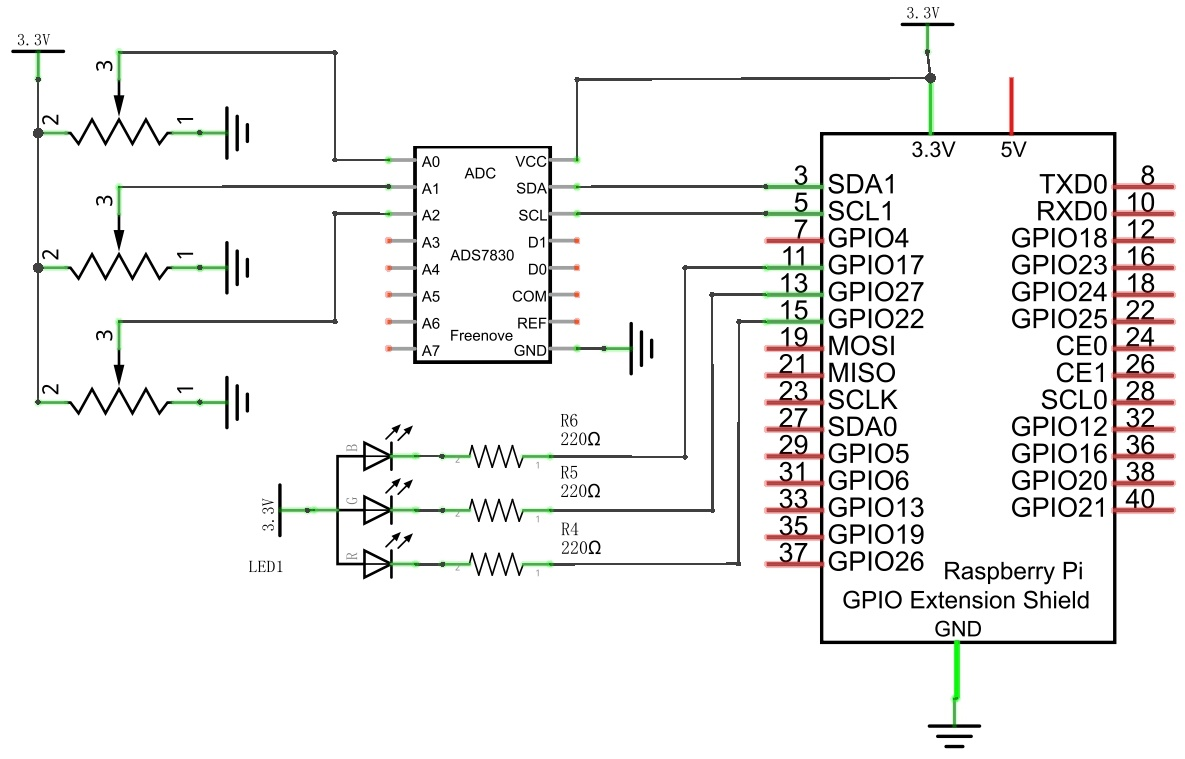 3.3V
3
2
1
3
2
1
3
2
1
ADC
ADS7830
Freenove
A0
A1
A2
A3
A4
A5
A6
A7
VCC
SDA
SCL
D1
D0
COM
REF
GND
3.3V
LED1
B
G
R
2
1
R6
220Ω
2
1
R5
220Ω
2
1
R4
220Ω
3.3V
3.3V
5V
3 SDA1
5 SCL1
7 GPIO4
11 GPIO17
13 GPIO27
15 GPIO22
19 MOSI
21 MISO
23 SCLK
27 SDA0
29 GPIO5
31 GPIO6
33 GPIO13
35 GPIO19
37 GPIO26
TXD0 8
RXD0 10
GPIO18 12
GPIO23 16
GPIO24 18
GPIO25 22
CE0 24
CE1 26
SCL0 28
GPIO12 32
GPIO16 36
GPIO20 38
GPIO21 40
Raspberry Pi
GPIO Extension Shield
GND